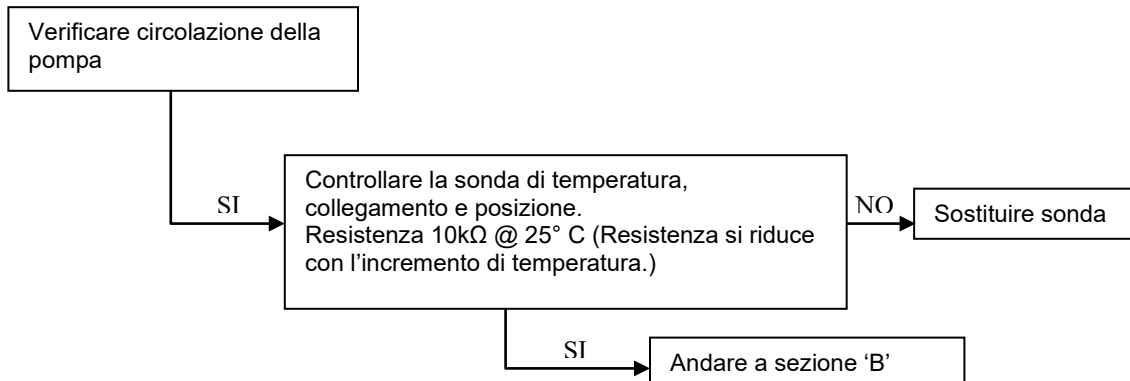 Verificare circolazione della
pompa
SI
Controllare la sonda di temperatura,
collegamento e posizione.
Resistenza 10kΩ @ 25° C (Resistenza si riduce
con l’incremento di temperatura.)
NO
Sostituire sonda
SI
Andare a sezione ‘B’